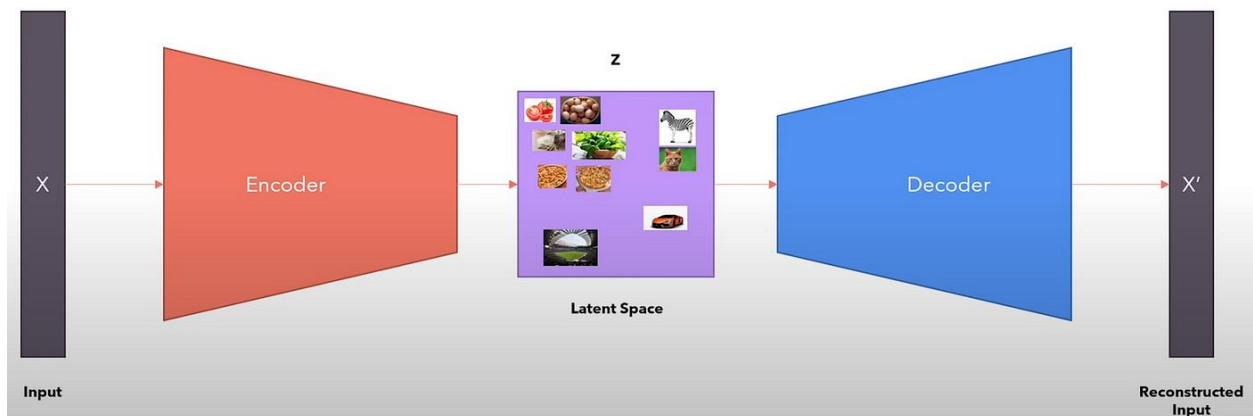 Z
X
Encoder
Decoder
X'
Latent Space
Input
Reconstructed
Input